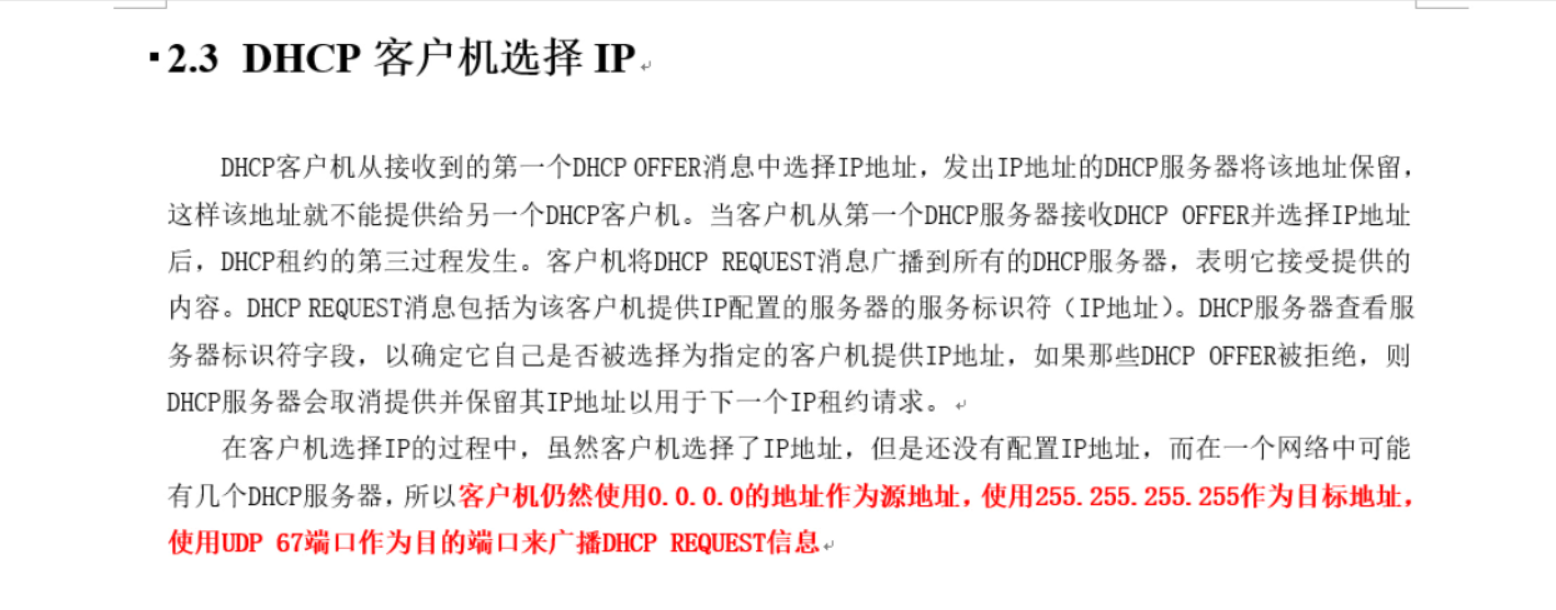 ▪2.3 DHCP 客户机选择 IP
DHCP客户机从接收到的第一个DHCP OFFER消息中选择IP地址，发出IP地址的DHCP服务器将该地址保留，
这样该地址就不能提供给另一个DHCP客户机。当客户机从第一个DHCP服务器接收DHCP OFFER并选择IP地址
后，DHCP租约的第三过程发生。客户机将DHCP REQUEST消息广播到所有的DHCP服务器，表明它接受提供的
内容。DHCP REQUEST消息包括为该客户机提供IP配置的服务器的服务标识符（IP地址）。DHCP服务器查看服
务器标识符字段，以确定它自己是否被选择为指定的客户机提供IP地址，如果那些DHCP OFFER被拒绝，则
DHCP服务器会取消提供并保留其IP地址以用于下一个IP租约请求。
在客户机选择IP的过程中，虽然客户机选择了IP地址，但是还没有配置IP地址，而在一个网络中可能
有几个DHCP服务器，所以客户机仍然使用0.0.0.0的地址作为源地址，使用255.255.255.255作为目标地址，
使用UDP 67端口作为目的端口来广播DHCP REQUEST信息